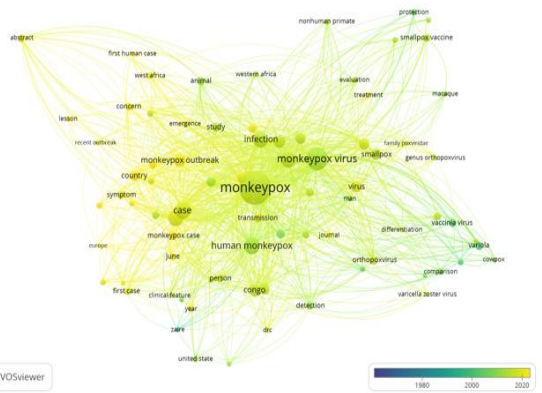 protection
nonhuman primate
abstract
smallpox vaccine
first human case
west africa
western africa
animal
evaluation
treatment
macaque
concern
lesson
emergence
study
recent outbreak
infection
family poxviridae
monkeypox outbreak
monkeypox virus
smallpox
genus orthopoxvirus
country
monkeypox
virus
symptom
man
case
transmission
vaccinia virus
differentiation
monkeypox case
journal
europe
human monkeypox
variola
june
orthopoxvirus
cowpox
comparison
person
first case
clinical feature
congo
varicella zoster virus
year
detection
zaire
drc
united state
VOSviewer
1980
2000
2020